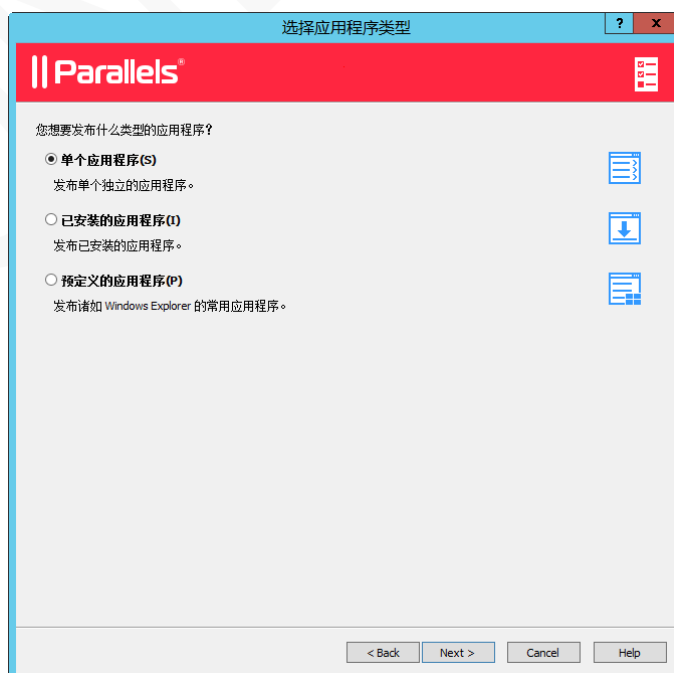 选择应用程序类型
? x
|| Parallels®
您想要发布什么类型的应用程序?
单个应用程序(S)
发布单个独立的应用程序。
已安装的应用程序(I)
发布已安装的应用程序。
预定义的应用程序(P)
发布诸如 Windows Explorer 的常用应用程序。
< Back Next > Cancel Help